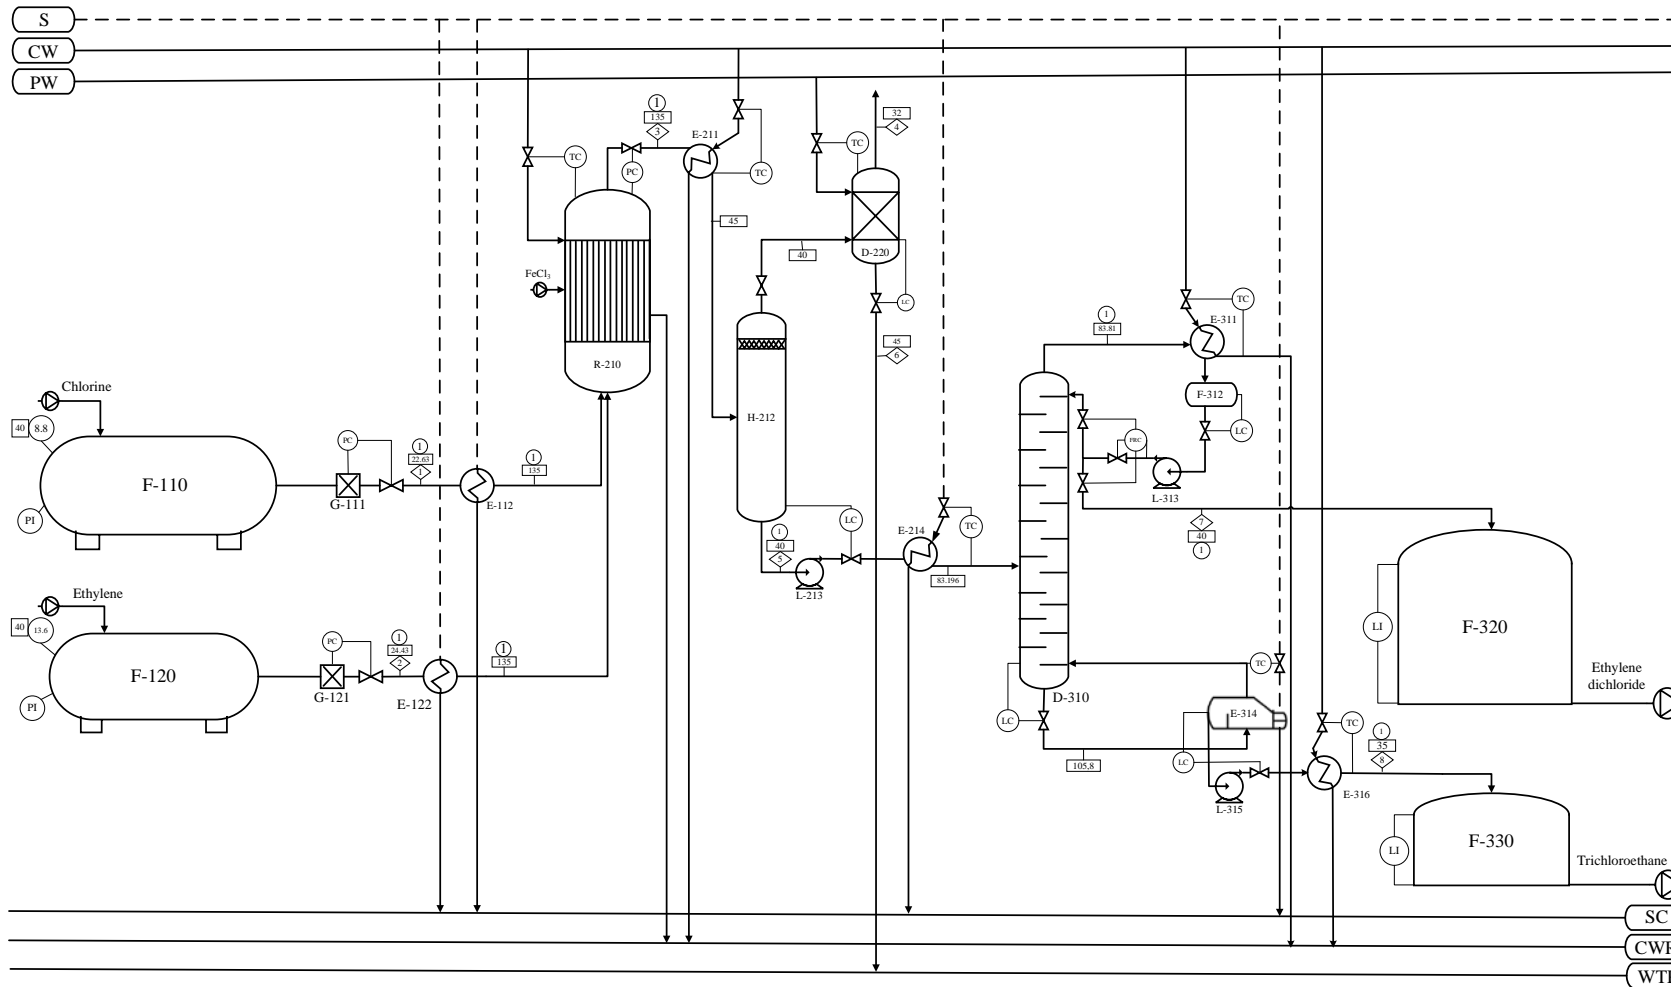 S
CW
PW
1
135
3
E-211
TC
PC
TC
45
32
4
TC
D-220
40
LC
45
6
FeCl3
R-210
H-212
1
83.81
TC
E-311
F-312
LC
FRC
L-313
Chlorine
40
8.8
F-110
PI
PC
G-111
1
22.63
1
E-112
1
135
LC
1
40
5
L-213
E-214
TC
83.196
7
40
1
Ethylene
40
13.6
F-120
PI
PC
G-121
1
24.43
2
E-122
1
135
LC
D-310
105,8
TC
E-314
LC
L-315
TC
E-316
1
35
8
LI
F-320
Ethylene
dichloride
LI
F-330
Trichloroethane
SC